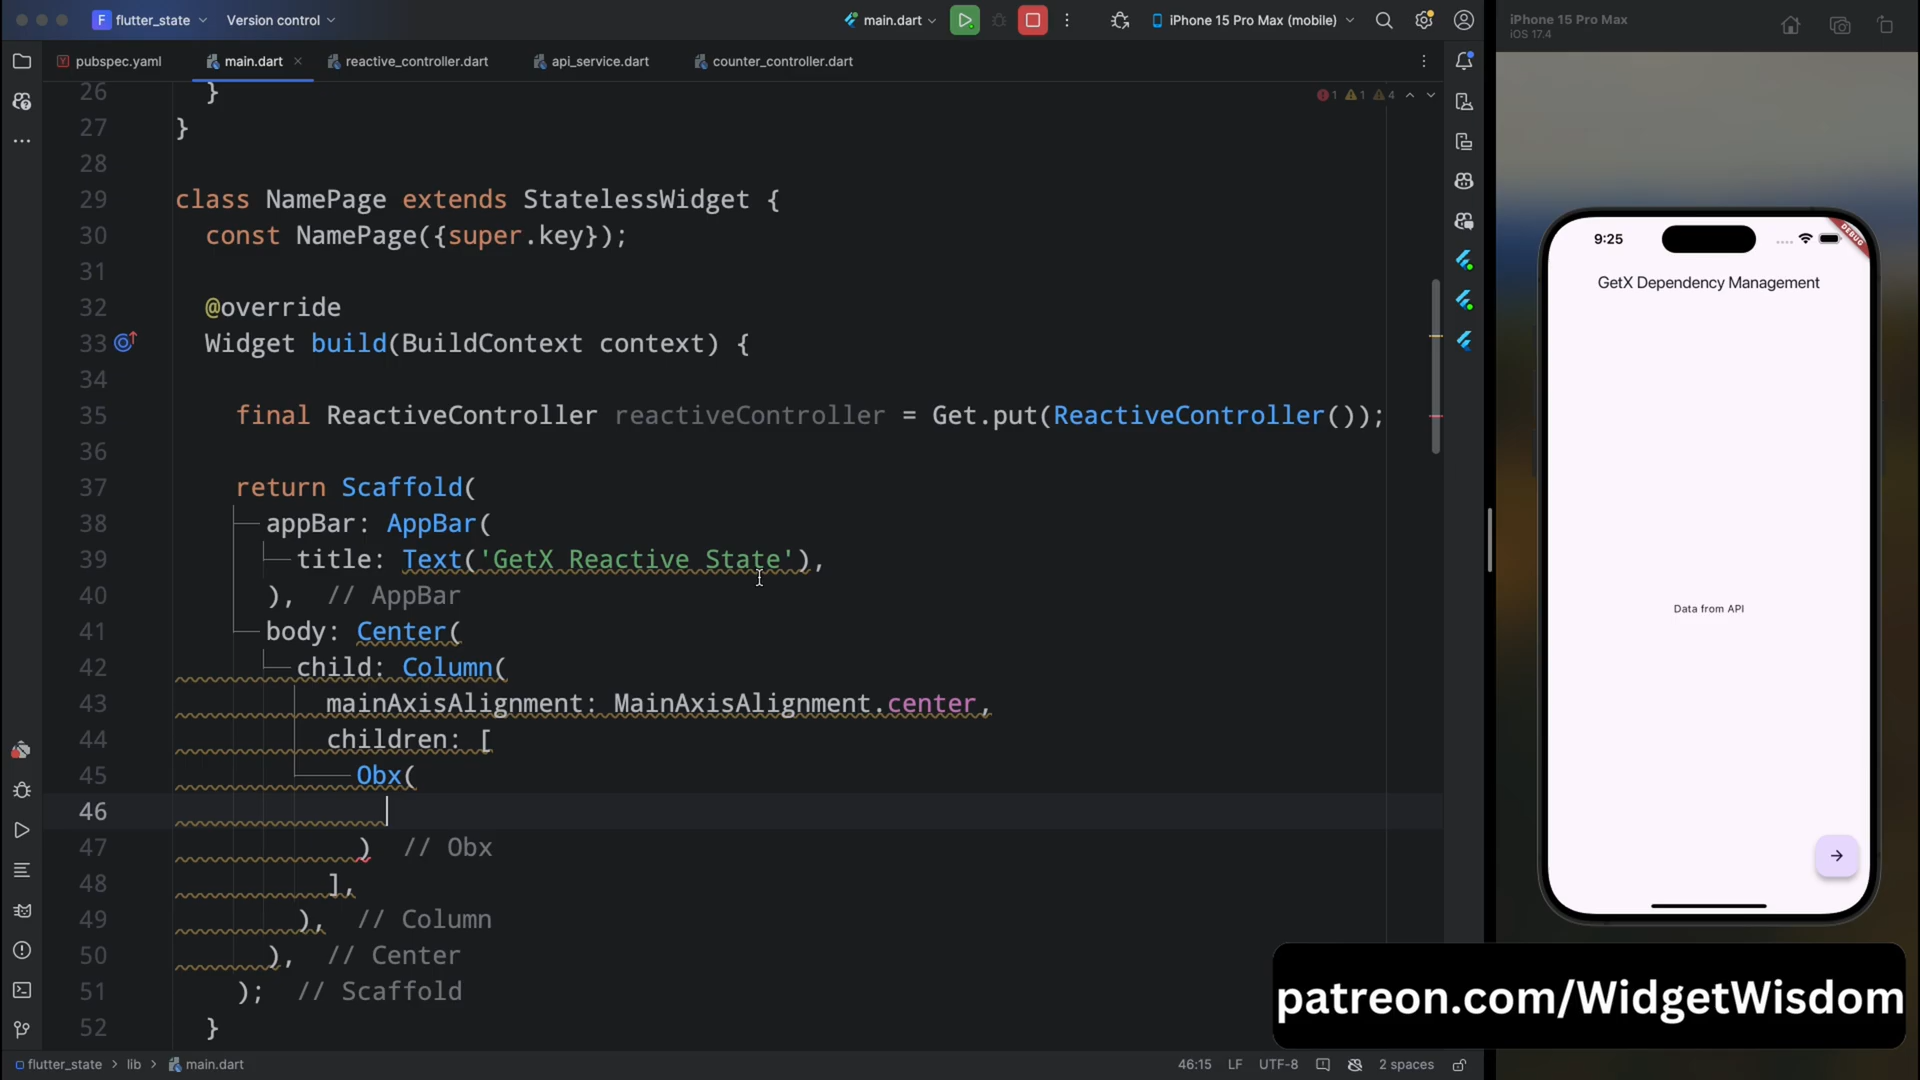 F flutter_state
Version control
main.dart
iPhone 15 Pro Max (mobile)
pubspec.yaml
main.dart
reactive_controller.dart
api_service.dart
counter_controller.dart
1 1 4
26 }
27 }
28
29 class NamePage extends StatelessWidget {
30 const NamePage({super.key});
31
32 @override
33 Widget build(BuildContext context) {
34
35 final ReactiveController reactiveController = Get.put(ReactiveController());
36
37 return Scaffold(
38 appBar: AppBar(
39 title: Text('GetX Reactive State'),
40 ), // AppBar
41 body: Center(
42 child: Column(
43 mainAxisAlignment: MainAxisAlignment.center,
44 children: [
45 Obx(
46
47 ) // Obx
48 ],
49 ), // Column
50 ), // Center
51 ); // Scaffold
52 }
flutter_state > lib > main.dart
46:15 LF UTF-8 2 spaces
iPhone 15 Pro Max
iOS 17.4
9:25
DEBUG
GetX Dependency Management
Data from API
patreon.com/WidgetWisdom